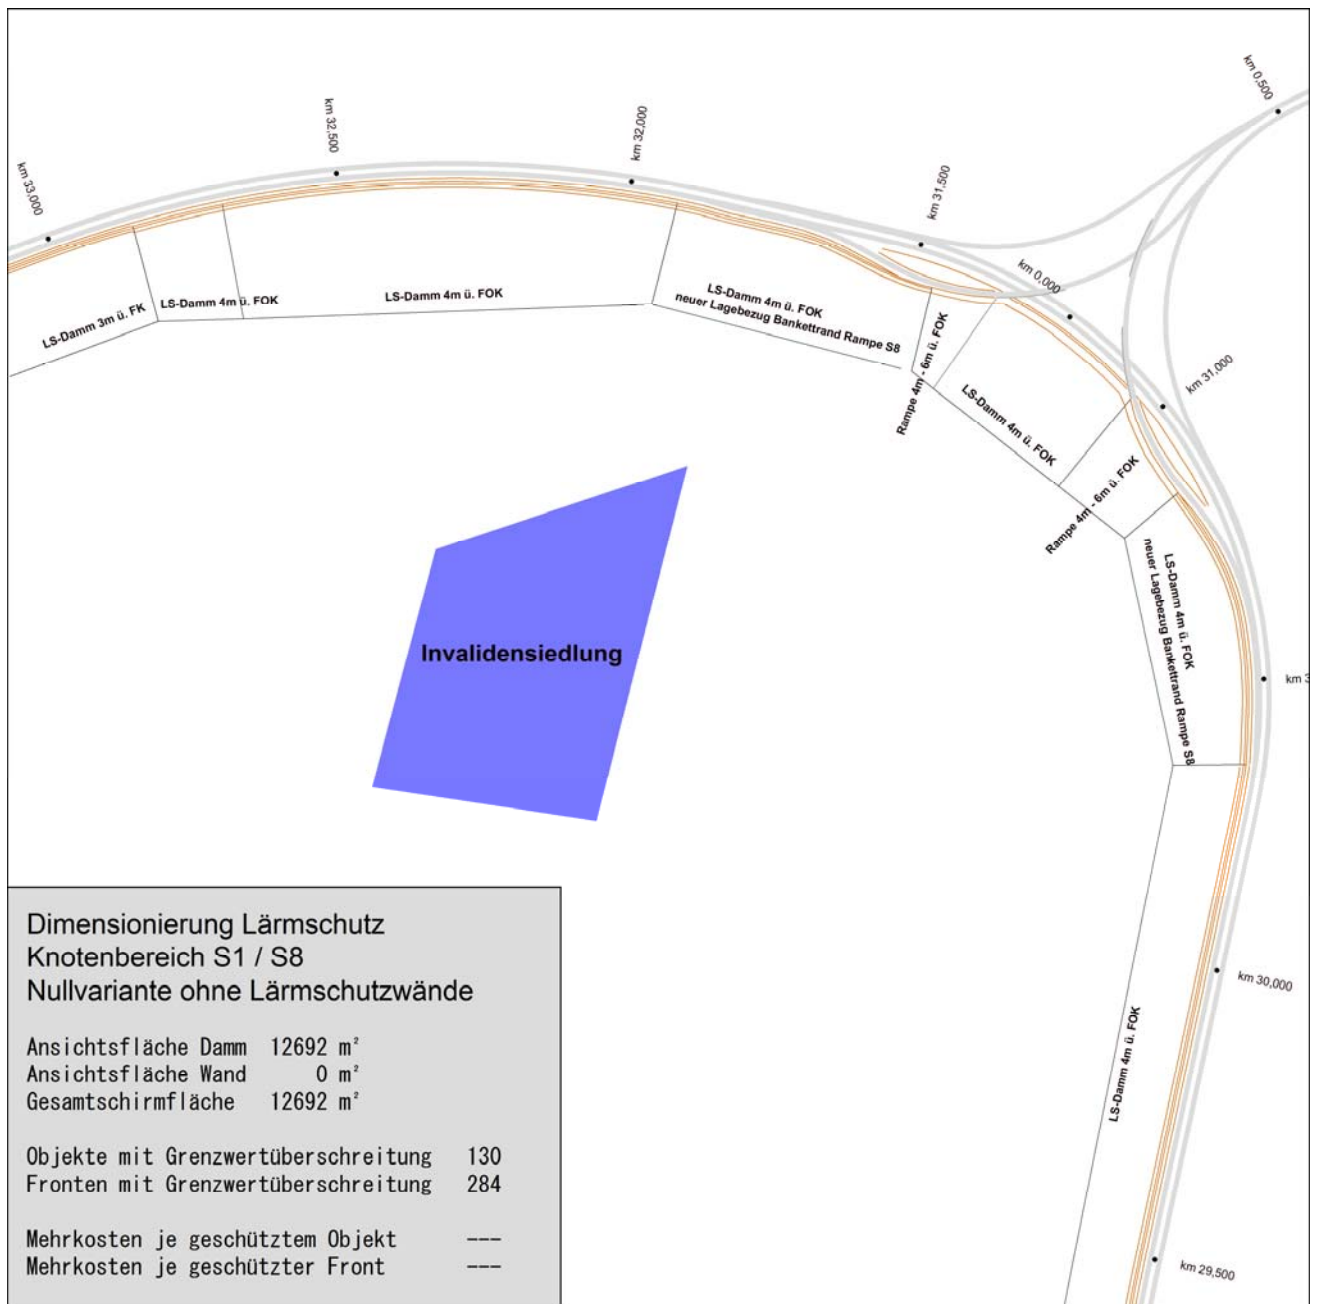 km 0,500
km 32,500
km 32,000
km 33,000
km 31,500
km 0,000
LS-Damm 3m ü. FK
LS-Damm 4m ü. FOK
LS-Damm 4m ü. FOK
LS-Damm 4m ü. FOK
neuer Lagebezug Bankettrand Rampe S8
Rampe 4m - 6m ü. FOK
LS-Damm 4m ü. FOK
km 31,000
Rampe 4m - 6m ü. FOK
LS-Damm 4m ü. FOK
neuer Lagebezug Bankettrand Rampe S8
km 3
Invalidensiedlung
km 30,000
LS-Damm 4m ü. FOK
km 29,500
Dimensionierung Lärmschutz
Knotenbereich S1 / S8
Nullvariante ohne Lärmschutzwände
Ansichtsfläche Damm 12692 m²
Ansichtsfläche Wand 0 m²
Gesamtschirmfläche 12692 m²
Objekte mit Grenzwertüberschreitung 130
Fronten mit Grenzwertüberschreitung 284
Mehrkosten je geschütztem Objekt ---
Mehrkosten je geschützter Front ---